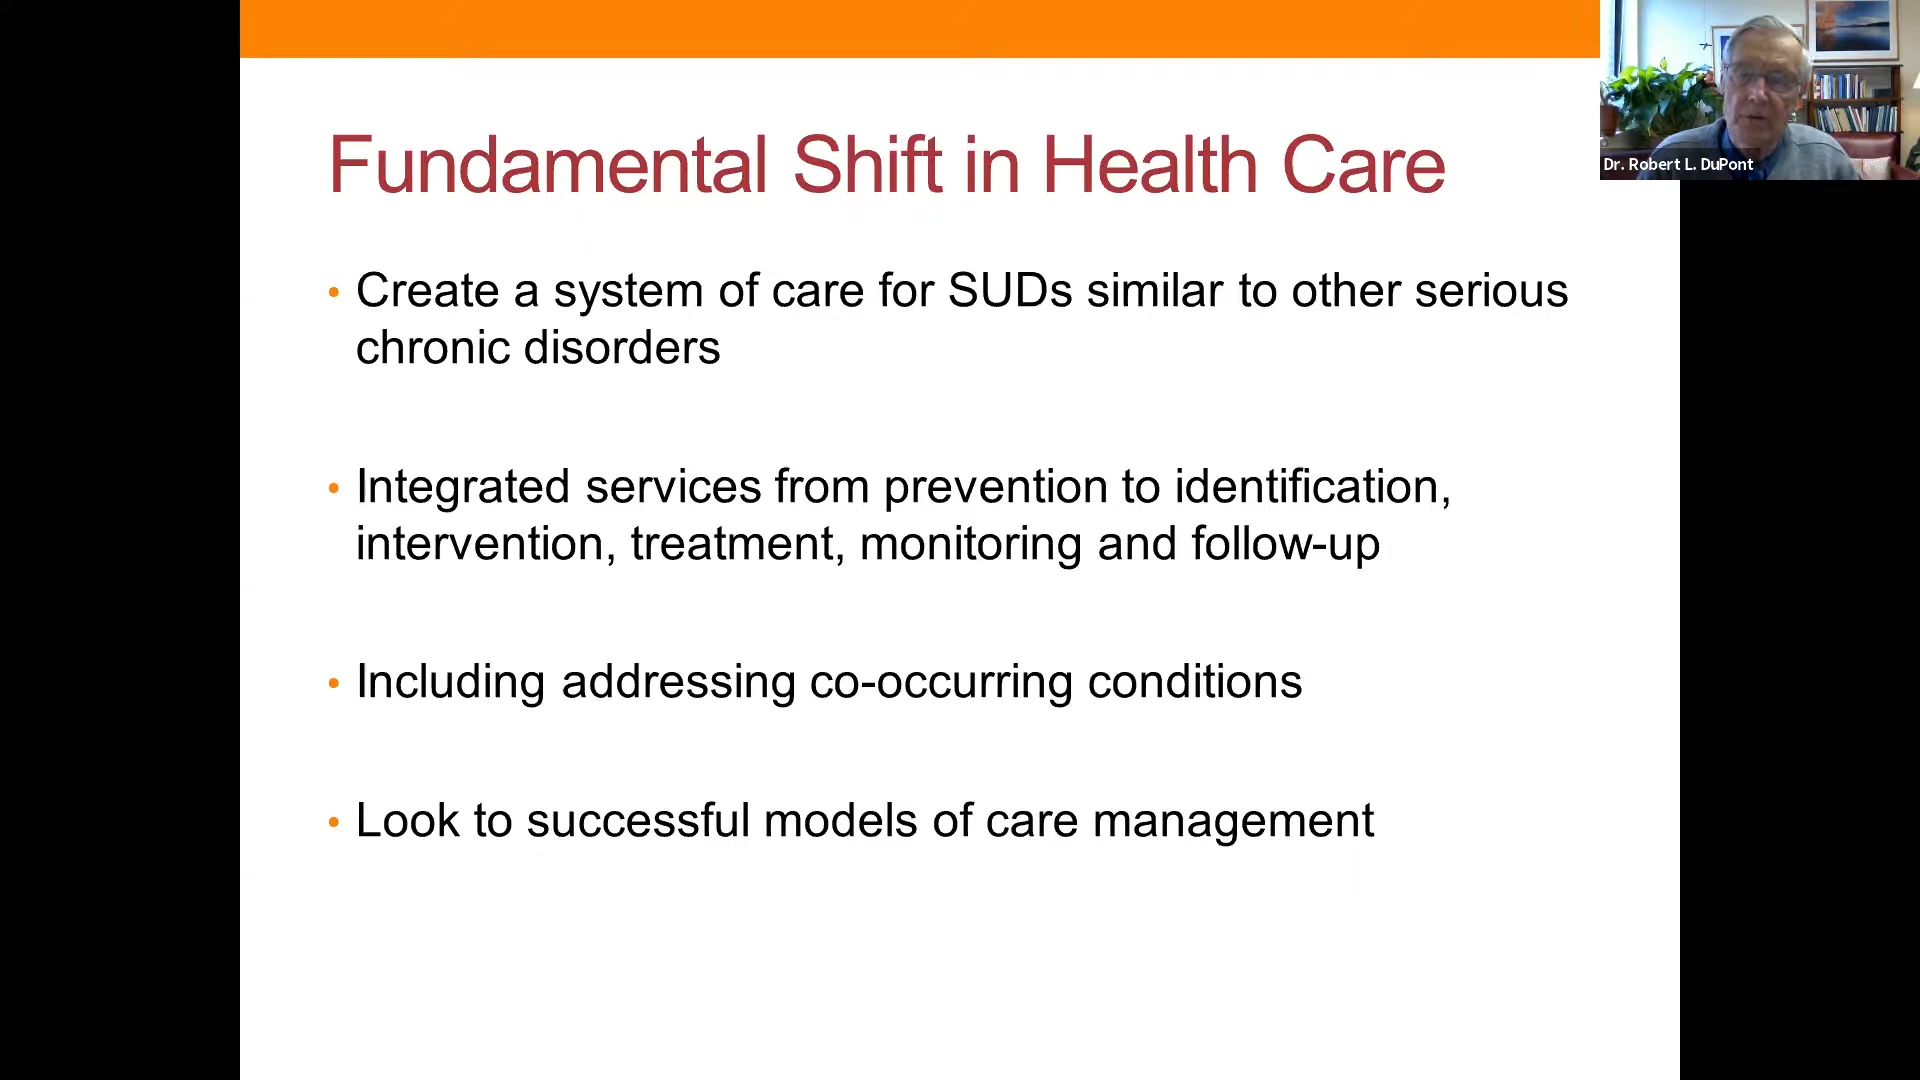 Fundamental Shift in Health Care
• Create a system of care for SUDs similar to other serious
chronic disorders
• Integrated services from prevention to identification,
intervention, treatment, monitoring and follow-up
• Including addressing co-occurring conditions
• Look to successful models of care management
Dr. Robert L. DuPont